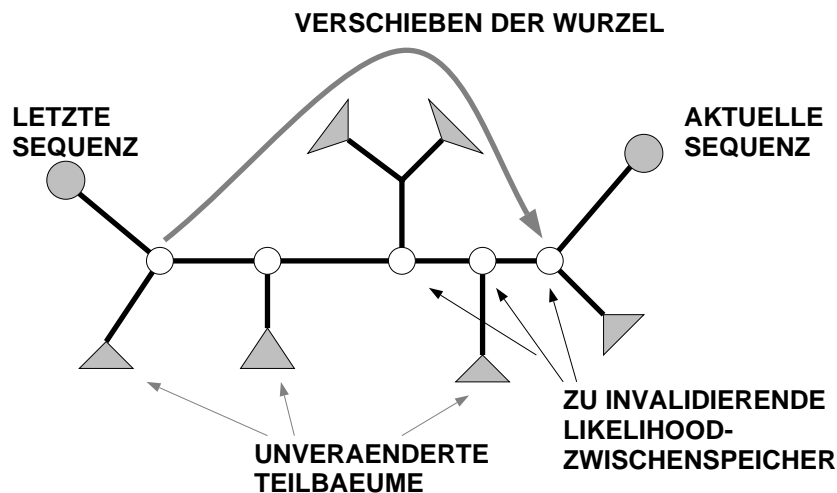 VERSCHIEBEN DER WURZEL
LETZTE
SEQUENZ
AKTUELLE
SEQUENZ
ZU INVALIDIERENDE
LIKELIHOOD-
ZWISCHENSPEICHER
UNVERAENDERTE
TEILBAEUME